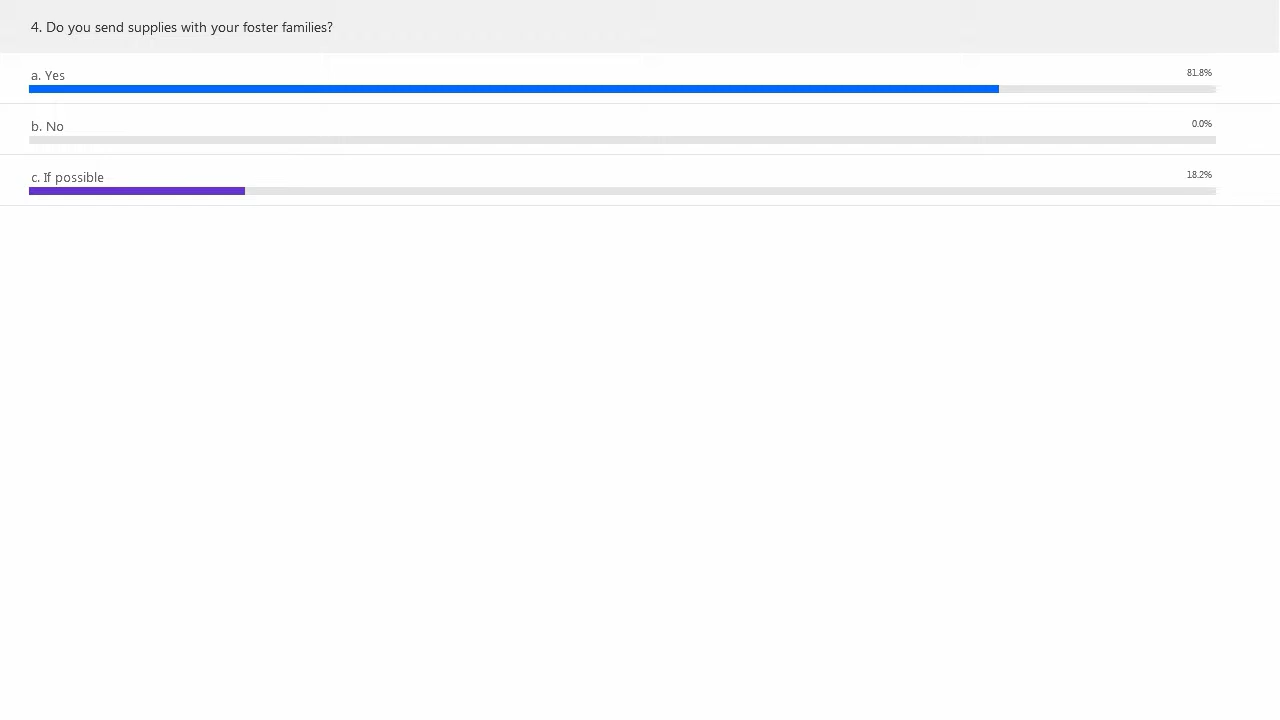 4. Do you send supplies with your foster families?
a. Yes
81.8%
b. No
0.0%
c. If possible
18.2%